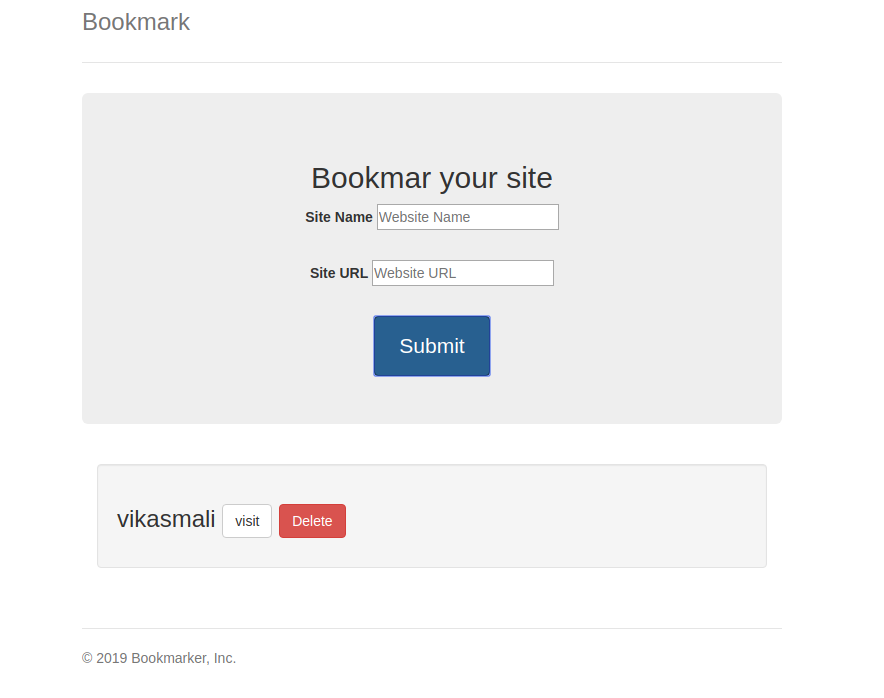 Bookmark
Bookmar your site
Site Name Website Name
Site URL Website URL
Submit
vikasmali visit Delete
© 2019 Bookmarker, Inc.